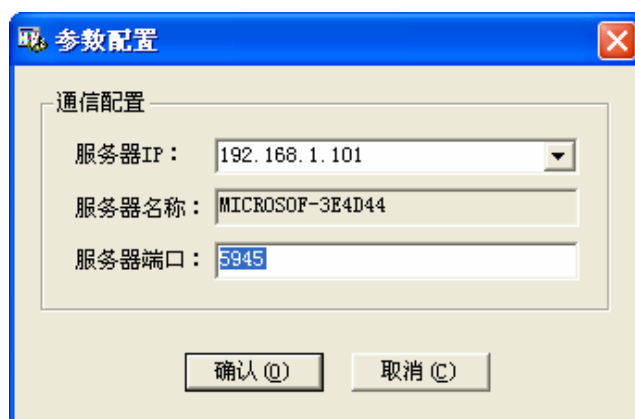 参数配置
通信配置
服务器IP： 192.168.1.101
服务器名称： MICROSOF-3E4D44
服务器端口： 5945
确认(O) 取消(C)